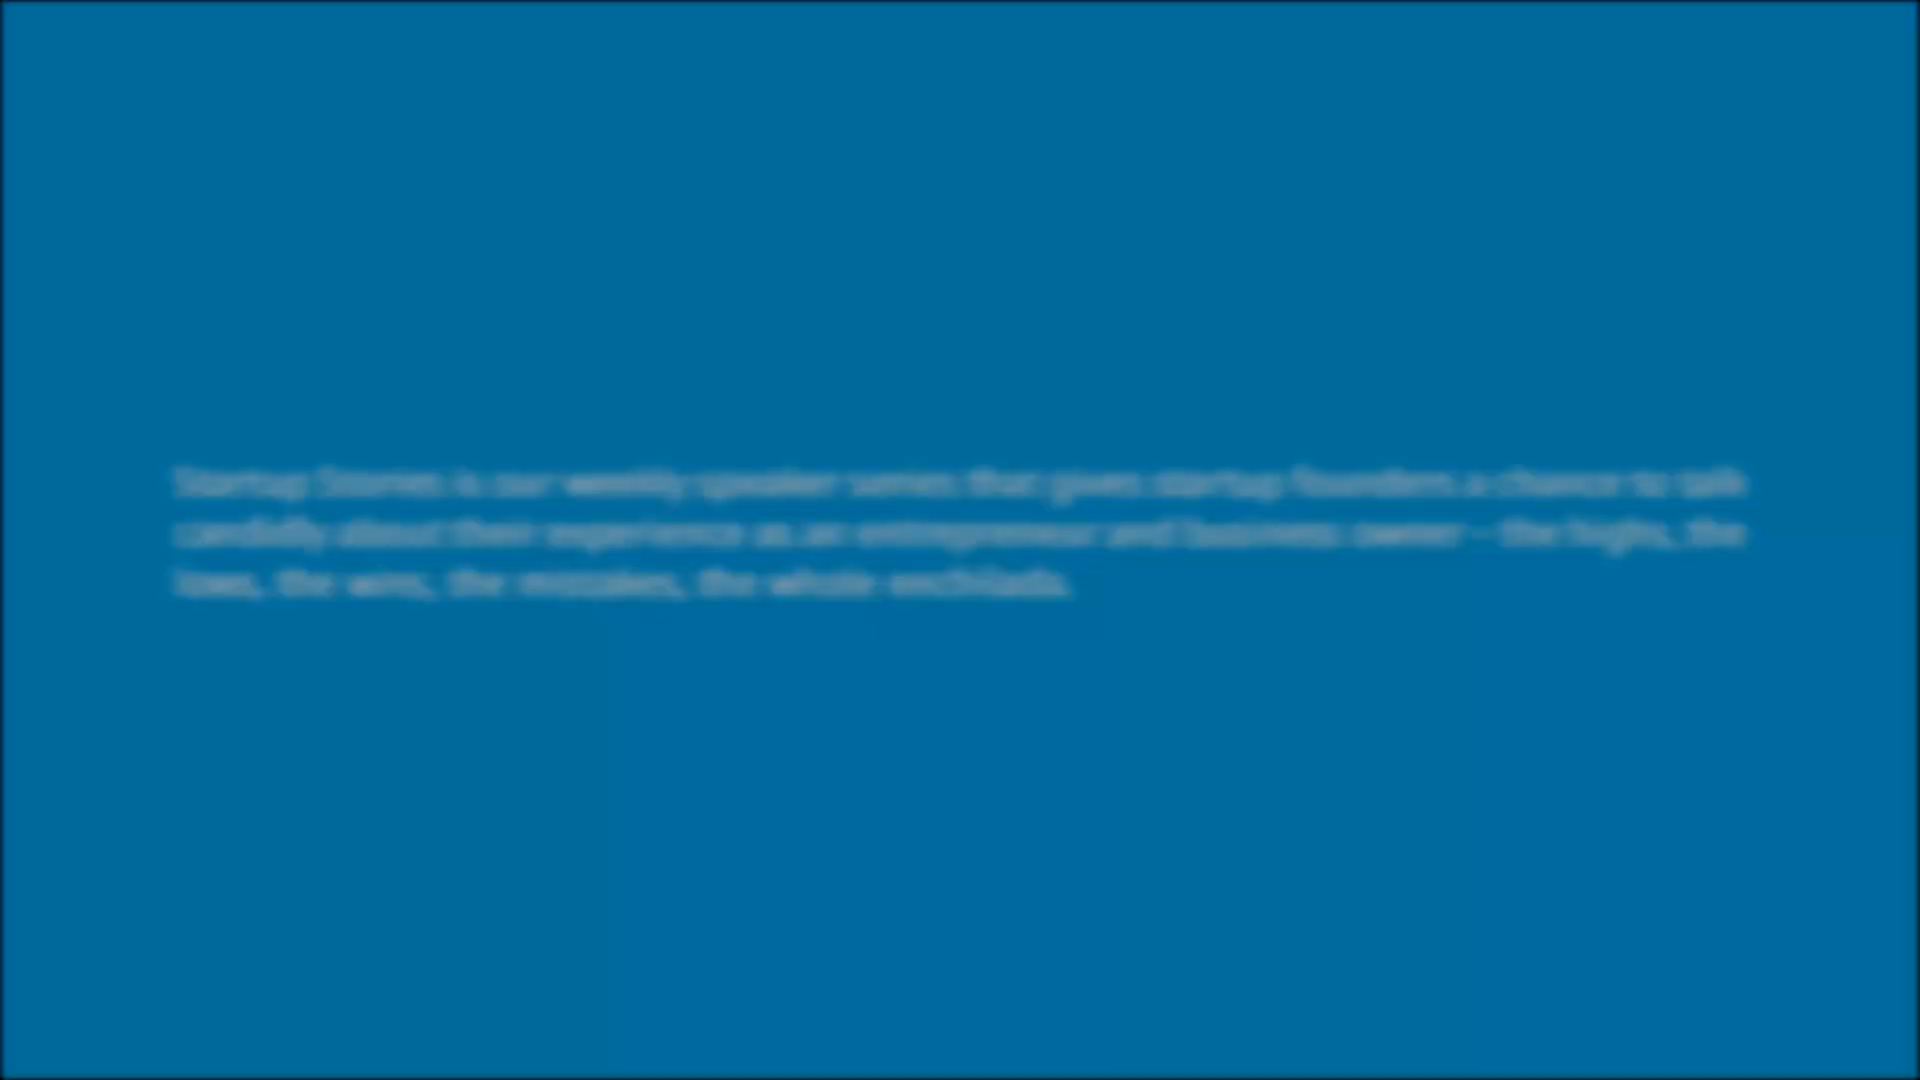 Startup Stories is our weekly speaker series that gives startup founders a chance to talk
candidly about their experience as an entrepreneur and business owner - the highs, the
lows, the wins, the mistakes, the whole enchilada.